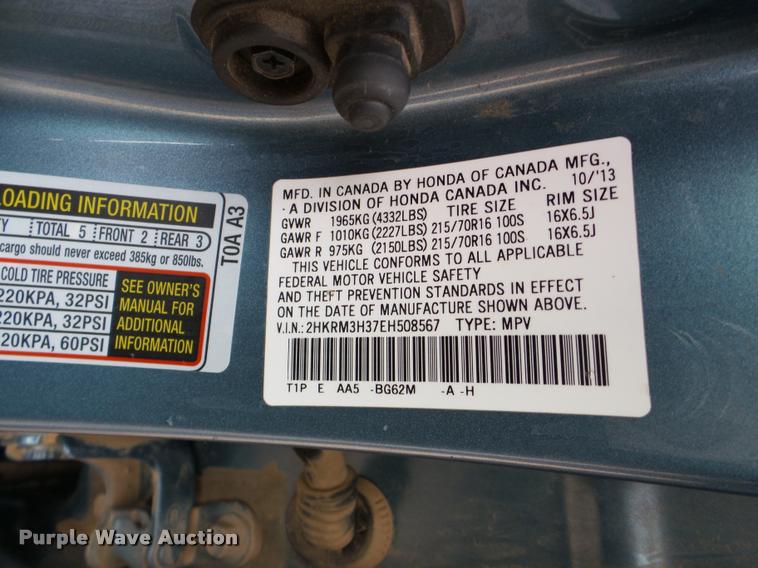 LOADING INFORMATION
TOTAL 5 FRONT 2 REAR 3
cargo should never exceed 385kg or 850lbs.
COLD TIRE PRESSURE
220KPA, 32PSI
220KPA, 32PSI
20KPA, 60PSI
SEE OWNER'S
MANUAL FOR
ADDITIONAL
INFORMATION
T0A A3
MFD. IN CANADA BY HONDA OF CANADA MFG.,
·A DIVISION OF HONDA CANADA INC. 10/'13
GVWR 1965KG (4332LBS) TIRE SIZE RIM SIZE
GAWR F 1010KG (2227LBS) 215/70R16 100S 16X6.5J
GAWR R 975KG (2150LBS) 215/70R16 100S 16X6.5J
THIS VEHICLE CONFORMS TO ALL APPLICABLE
FEDERAL MOTOR VEHICLE SAFETY
AND THEFT PREVENTION STANDARDS IN EFFECT
ON THE DATE OF MANUFACTURE SHOWN ABOVE.
V.I.N.:2HKRM3H37EH508567 TYPE: MPV
T1P E AA5 -BG62M -A -H
Purple Wave Auction